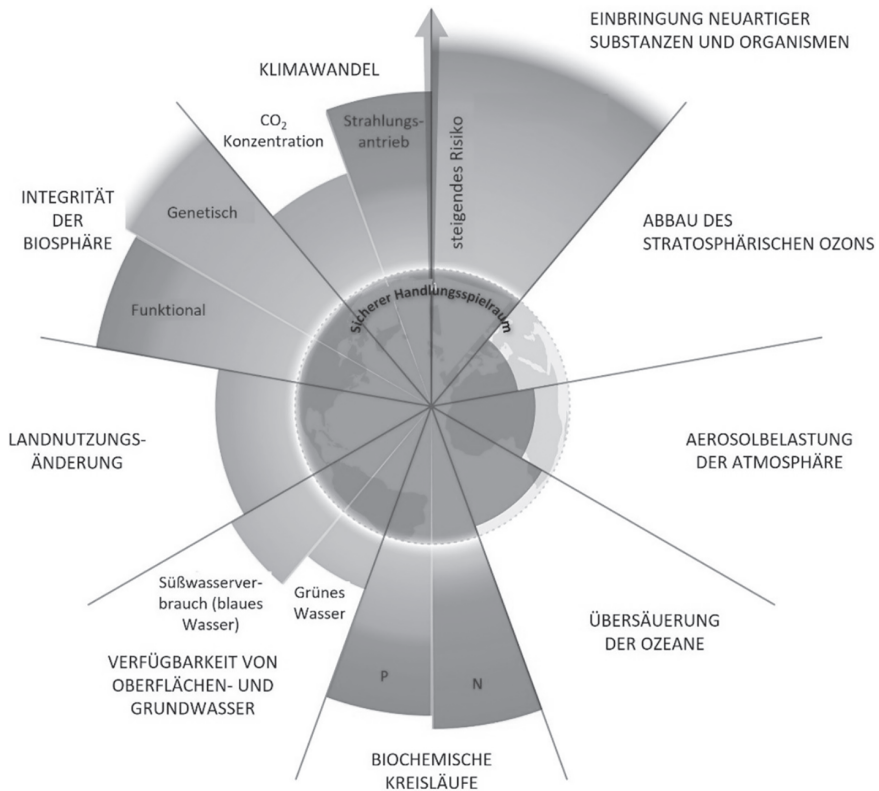 EINBRINGUNG NEUARTIGER
SUBSTANZEN UND ORGANISMEN
KLIMAWANDEL
CO₂
Konzentration
Strahlungs-
antrieb
steigendes Risiko
INTEGRITÄT
DER
BIOSPHÄRE
Genetisch
Funktional
ABBAU DES
STRATOSPHÄRISCHEN OZONS
Sicherer Handlungsspielraum
LANDNUTZUNGS-
ÄNDERUNG
AEROSOLBELASTUNG
DER ATMOSPHÄRE
Süßwasserver-
brauch (blaues
Wasser)
Grünes
Wasser
ÜBERSÄUERUNG
DER OZEANE
VERFÜGBARKEIT VON
OBERFLÄCHEN- UND
GRUNDWASSER
P
N
BIOCHEMISCHE
KREISLÄUFE